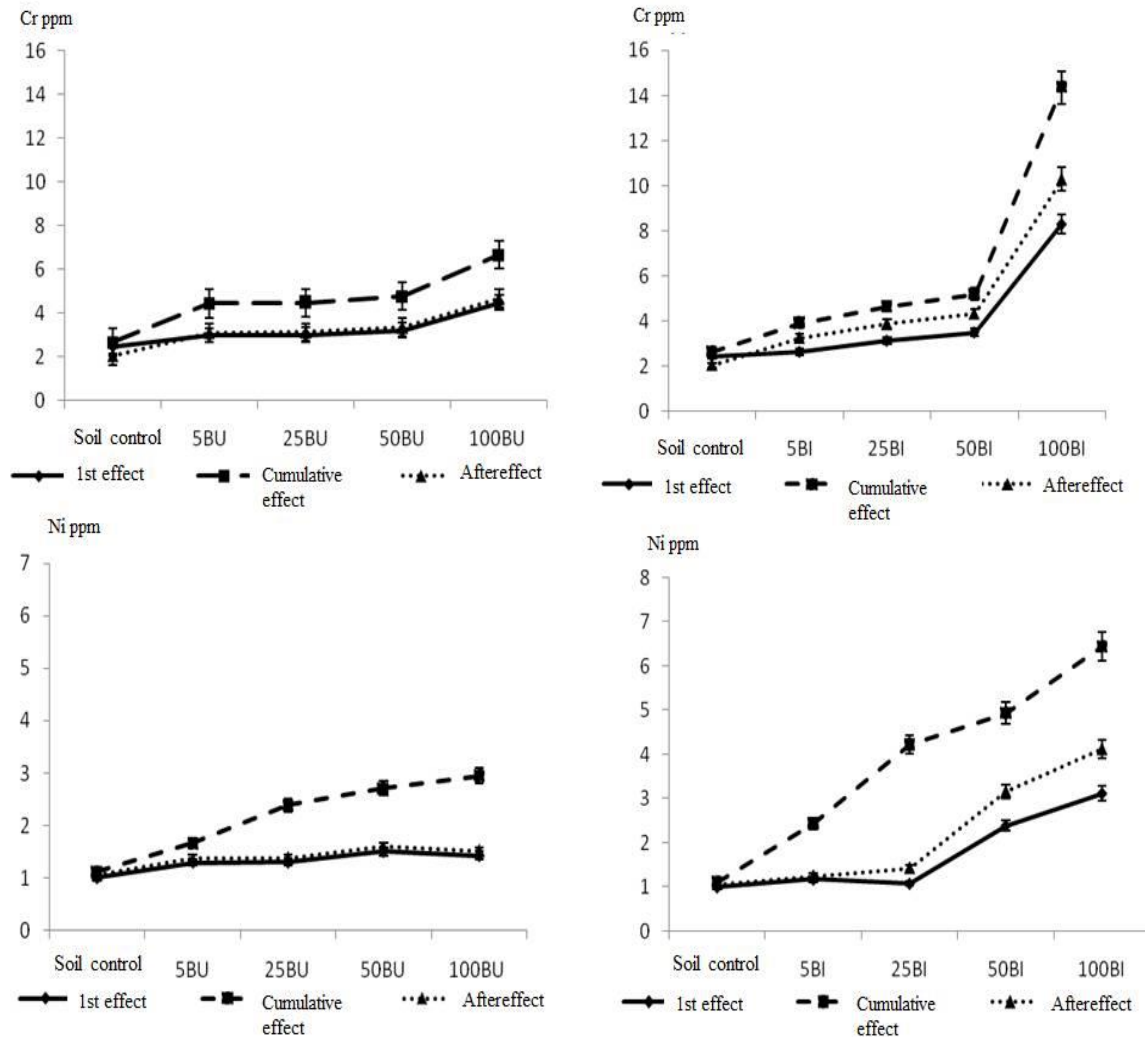 Cr ppm
16
14
12
10
8
6
4
2
0
Soil control 5BU 25BU 50BU 100BU
1st effect Cumulative effect Aftereffect
Cr ppm
16
14
12
10
8
6
4
2
0
Soil control 5BI 25BI 50BI 100BI
1st effect Cumulative effect Aftereffect
Ni ppm
7
6
5
4
3
2
1
0
Soil control 5BU 25BU 50BU 100BU
1st effect Cumulative effect Aftereffect
Ni ppm
8
7
6
5
4
3
2
1
0
Soil control 5BI 25BI 50BI 100BI
1st effect Cumulative effect Aftereffect